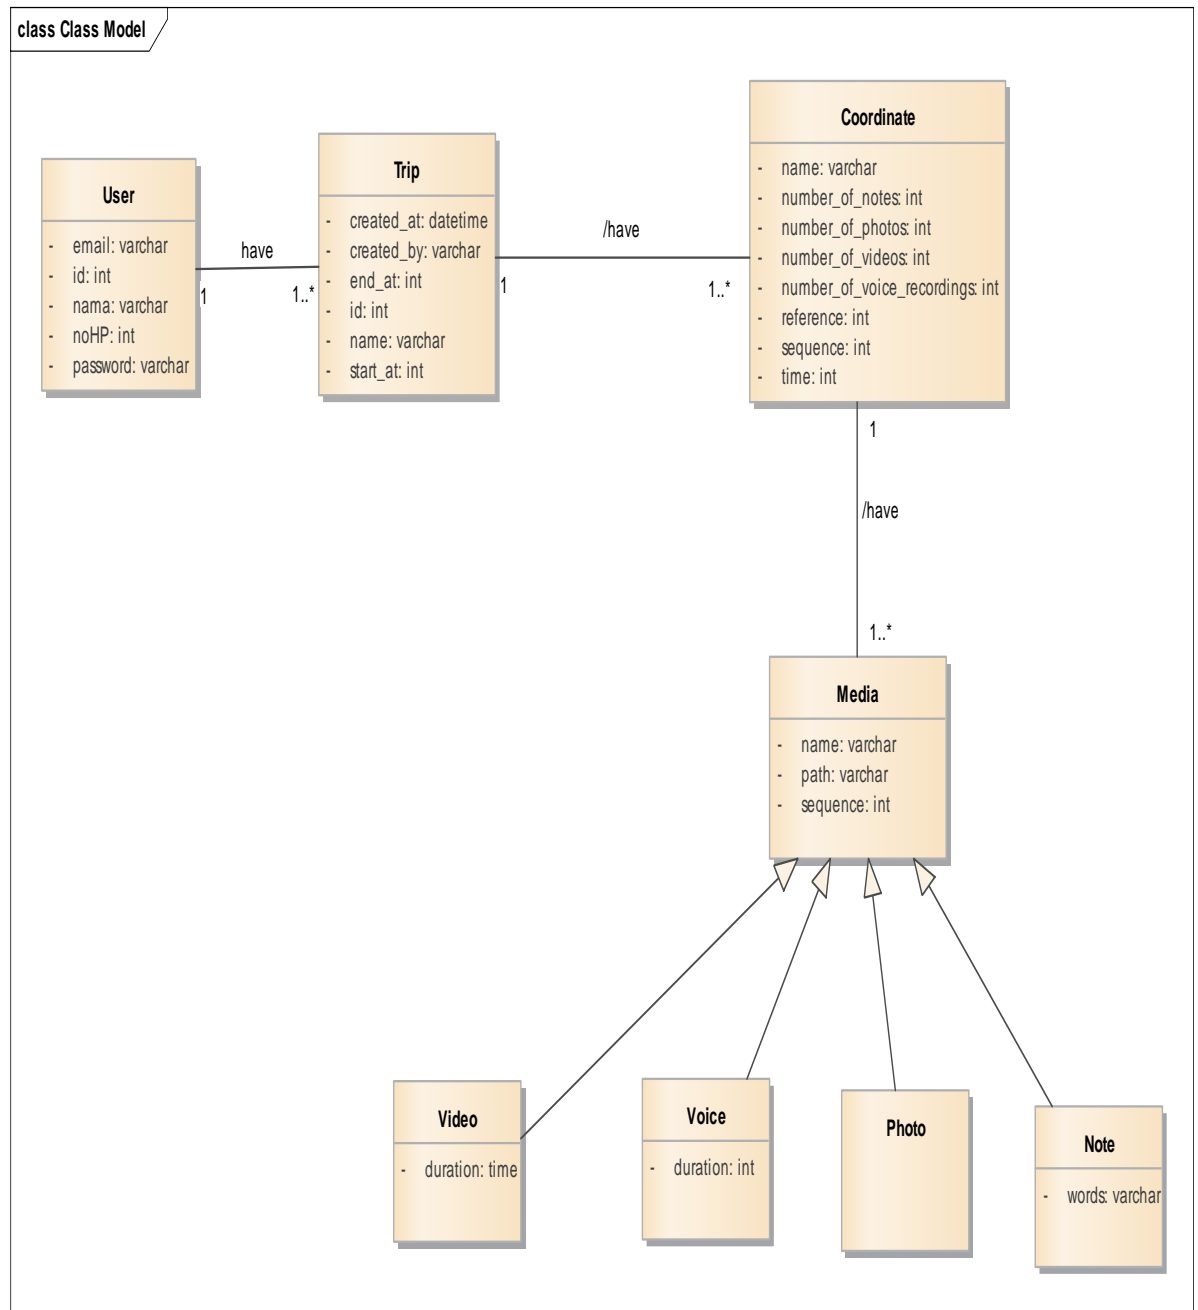 class Class Model
User
- email: varchar
- id: int
- nama: varchar
- noHP: int
- password: varchar
have
1
1..*
Trip
- created_at: datetime
- created_by: varchar
- end_at: int
- id: int
- name: varchar
- start_at: int
/have
1
1..*
Coordinate
- name: varchar
- number_of_notes: int
- number_of_photos: int
- number_of_videos: int
- number_of_voice_recordings: int
- reference: int
- sequence: int
- time: int
1
/have
1..*
Media
- name: varchar
- path: varchar
- sequence: int
Video
- duration: time
Voice
- duration: int
Photo
Note
- words: varchar